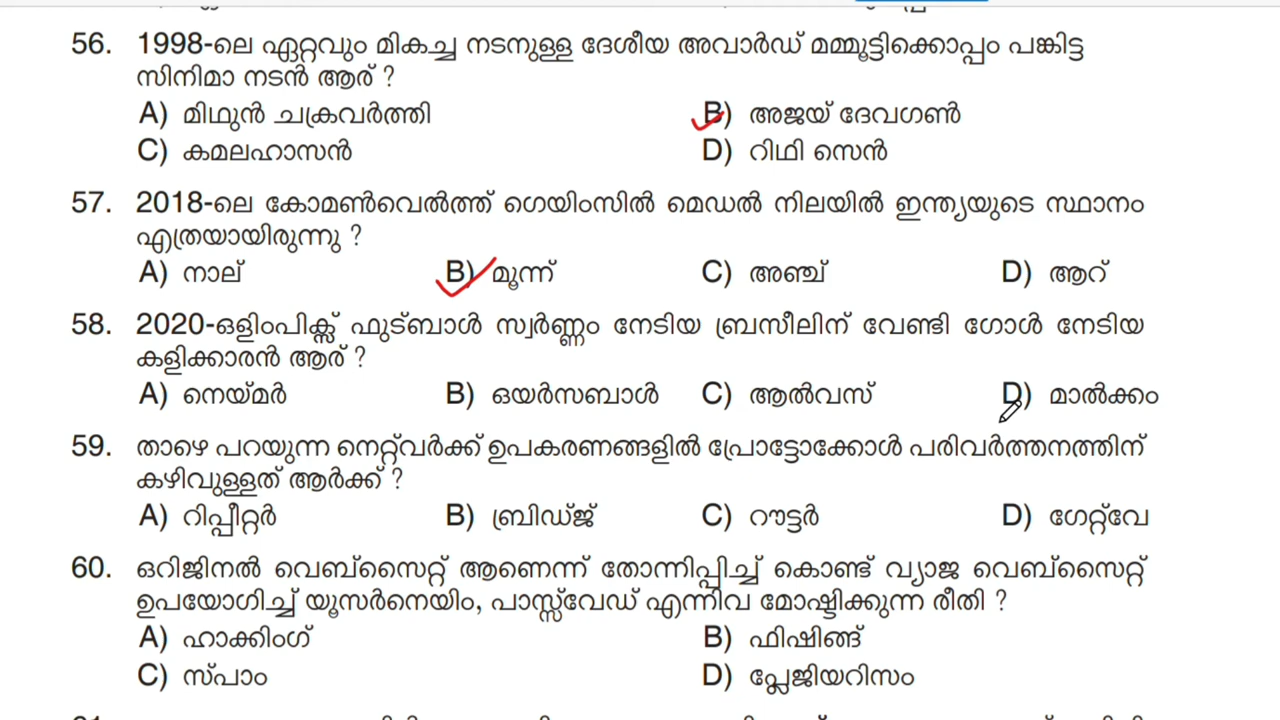 56. 1998-ലെ ഏറ്റവും മികച്ച നടനുള്ള ദേശീയ അവാർഡ് മമ്മൂട്ടിക്കൊപ്പം പങ്കിട്ട
സിനിമാ നടൻ ആര് ?
A) മിഥുൻ ചക്രവർത്തി B) അജയ് ദേവഗൺ
C) കമലഹാസൻ D) റിഥി സെൻ
57. 2018-ലെ കോമൺവെൽത്ത് ഗെയിംസിൽ മെഡൽ നിലയിൽ ഇന്ത്യയുടെ സ്ഥാനം
എത്രയായിരുന്നു ?
A) നാല് B) മൂന്ന് C) അഞ്ച് D) ആറ്
58. 2020-ഒളിംപിക്സ് ഫുട്ബാൾ സ്വർണ്ണം നേടിയ ബ്രസീലിന് വേണ്ടി ഗോൾ നേടിയ
കളിക്കാരൻ ആര് ?
A) നെയ്മർ B) ഒയർസബാൾ C) ആൽവസ് D) മാൽക്കം
59. താഴെ പറയുന്ന നെറ്റ്‌വർക്ക് ഉപകരണങ്ങളിൽ പ്രോട്ടോക്കോൾ പരിവർത്തനത്തിന്
കഴിവുള്ളത് ആർക്ക് ?
A) റിപ്പീറ്റർ B) ബ്രിഡ്ജ് C) റൗട്ടർ D) ഗേറ്റ്‌വേ
60. ഒറിജിനൽ വെബ്സൈറ്റ് ആണെന്ന് തോന്നിപ്പിച്ച് കൊണ്ട് വ്യാജ വെബ്സൈറ്റ്
ഉപയോഗിച്ച് യൂസർനെയിം, പാസ്സ്‌വേഡ് എന്നിവ മോഷ്ടിക്കുന്ന രീതി ?
A) ഹാക്കിംഗ് B) ഫിഷിങ്ങ്
C) സ്പാം D) പ്ലേജിയറിസം